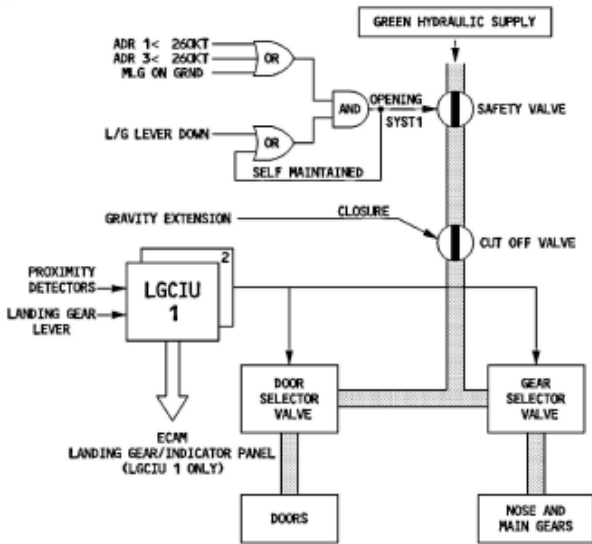 GREEN HYDRAULIC SUPPLY
ADR 1< 260KT
ADR 3< 260KT
MLG ON GRND
OR
AND
OPENING
SYST1
SAFETY VALVE
L/G LEVER DOWN
OR
SELF MAINTAINED
GRAVITY EXTENSION
CLOSURE
CUT OFF VALVE
PROXIMITY
DETECTORS
LANDING GEAR
LEVER
2
LGCIU
1
DOOR
SELECTOR
VALVE
GEAR
SELECTOR
VALVE
ECAM
LANDING GEAR/INDICATOR PANEL
(LGCIU 1 ONLY)
DOORS
NOSE AND
MAIN GEARS